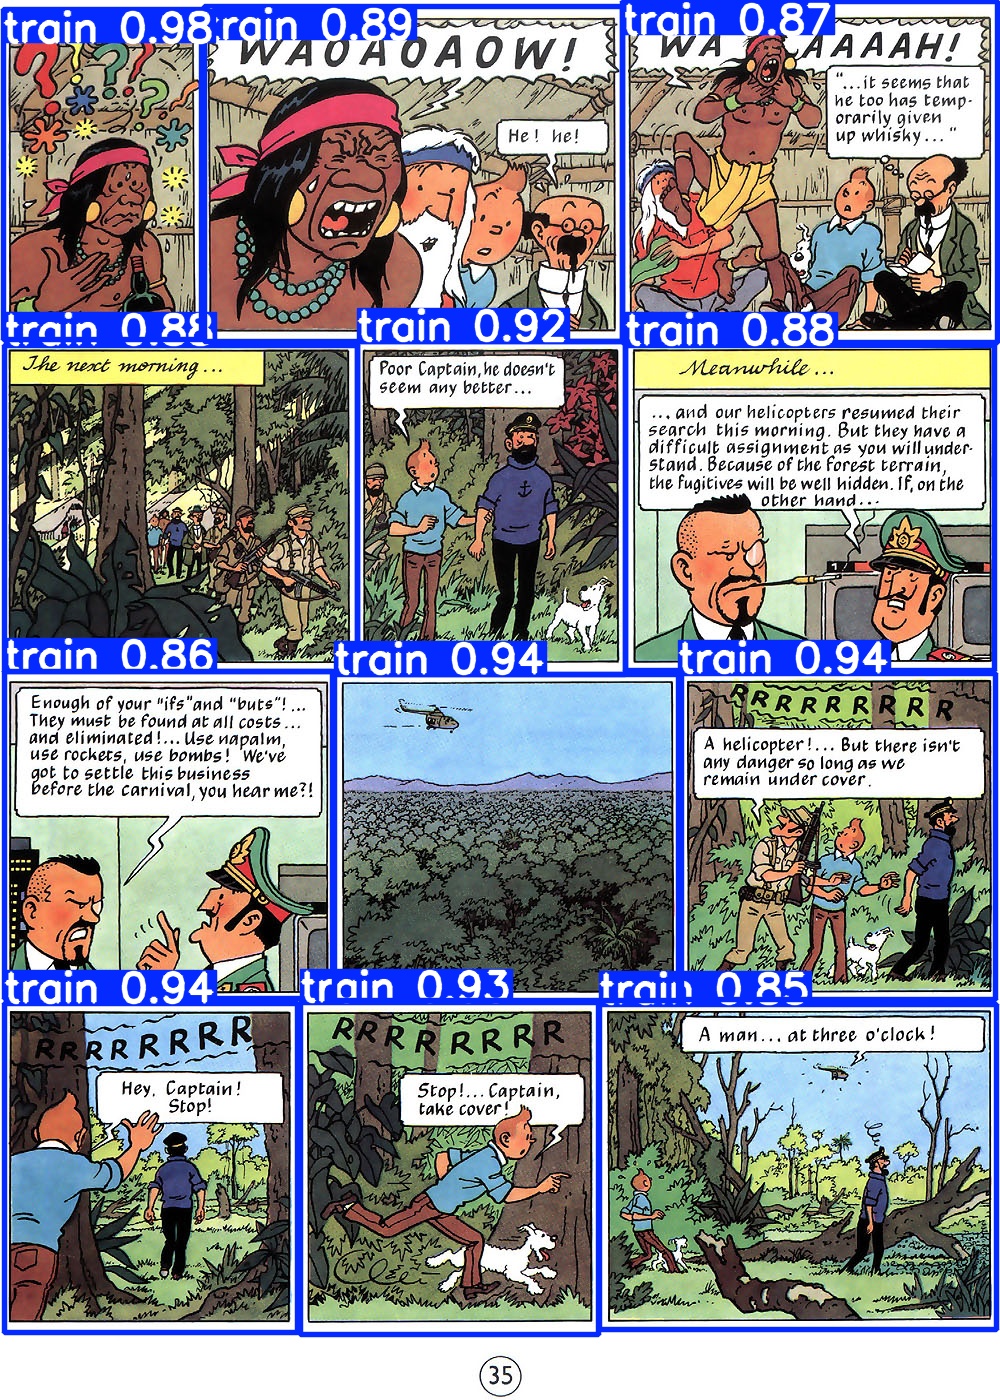 train 0.98
train 0.89
train 0.87
? ! ? ! ? ? ?
WAOAOAOW!
He! he!
WA AAAAH!
"...it seems that
he too has temp-
orarily given
up whisky..."
train 0.88
train 0.92
train 0.88
The next morning...
Poor Captain, he doesn't
seem any better...
Meanwhile...
...and our helicopters resumed their
search this morning. But they have a
difficult assignment as you will under-
stand. Because of the forest terrain,
the fugitives will be well hidden. If, on the
other hand...
train 0.86
train 0.94
train 0.94
Enough of your "ifs" and "buts"!...
They must be found at all costs...
and eliminated!... Use napalm,
use rockets, use bombs! We've
got to settle this business
before the carnival, you hear me?!
RRRRRRRRR
A helicopter!... But there isn't
any danger so long as we
remain under cover.
train 0.94
train 0.93
train 0.85
RRRRRRRRR
Hey, Captain!
Stop!
RRRRRRRR
Stop!... Captain,
take cover!
A man... at three o'clock!
35